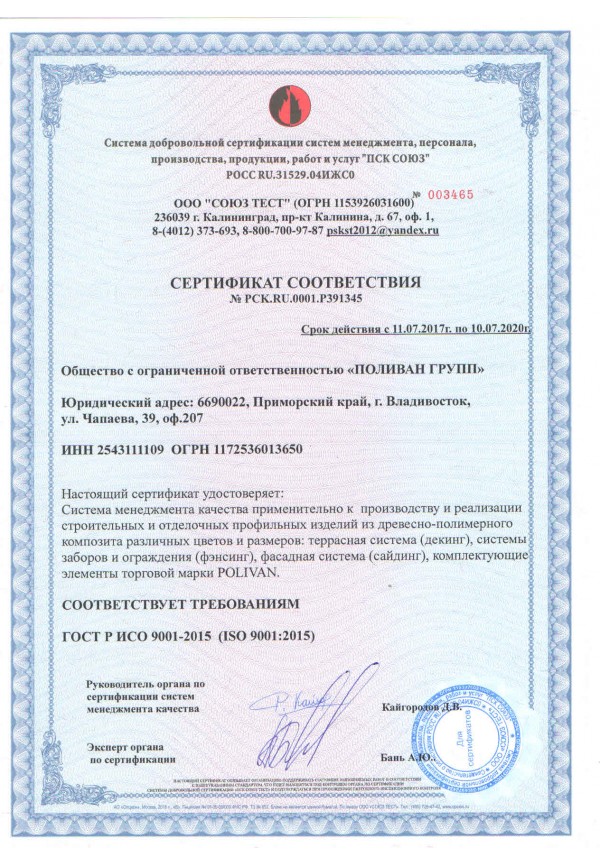 Система добровольной сертификации систем менеджмента, персонала,
производства, продукции, работ и услуг "ПСК СОЮЗ"
РОСС RU.31529.04ИЖС0
№ 003465
ООО "СОЮЗ ТЕСТ" (ОГРН 1153926031600)
236039 г. Калининград, пр-кт Калинина, д. 67, оф. 1,
8-(4012) 373-693, 8-800-700-97-87 pskst2012@yandex.ru
СЕРТИФИКАТ СООТВЕТСТВИЯ
№ РСК.RU.0001.Р391345
Срок действия с 11.07.2017г. по 10.07.2020г.
Общество с ограниченной ответственностью «ПОЛИВАН ГРУПП»
Юридический адрес: 6690022, Приморский край, г. Владивосток,
ул. Чапаева, 39, оф.207
ИНН 2543111109 ОГРН 1172536013650
Настоящий сертификат удостоверяет:
Система менеджмента качества применительно к производству и реализации
строительных и отделочных профильных изделий из древесно-полимерного
композита различных цветов и размеров: террасная система (декинг), системы
заборов и ограждения (фэнсинг), фасадная система (сайдинг), комплектующие
элементы торговой марки POLIVAN.
СООТВЕТСТВУЕТ ТРЕБОВАНИЯМ
ГОСТ Р ИСО 9001-2015 (ISO 9001:2015)
Руководитель органа по
сертификации систем
менеджмента качества
Кайгородов Д.В.
Эксперт органа
по сертификации
Бань А.Ю.
Для
сертификатов